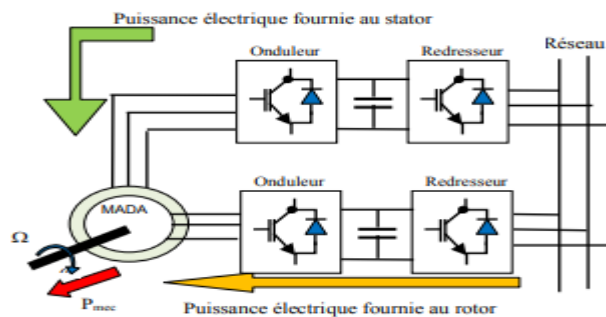 Puissance électrique fournie au stator
Onduleur
Redresseur
Réseau
Onduleur
Redresseur
MADA
Ω
Pmec
Puissance électrique fournie au rotor